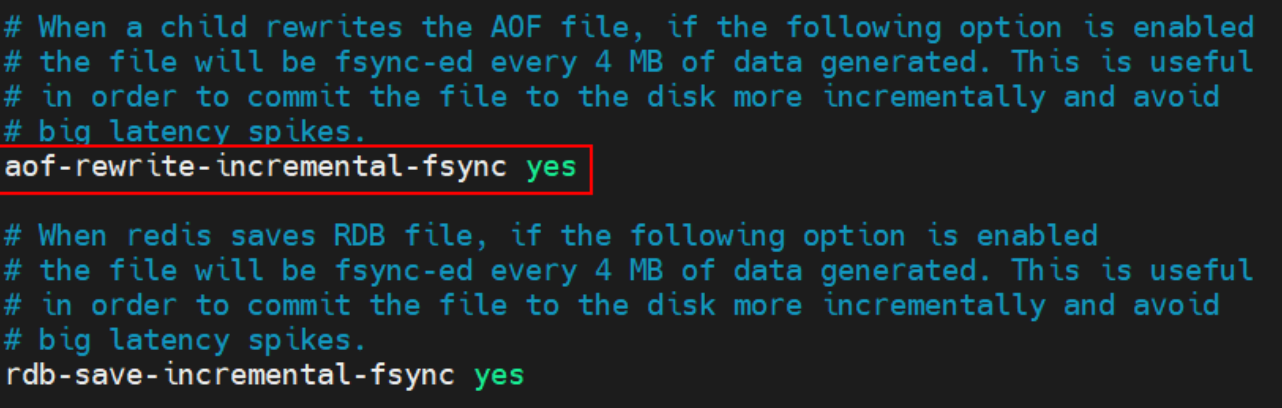 # When a child rewrites the AOF file, if the following option is enabled
# the file will be fsync-ed every 4 MB of data generated. This is useful
# in order to commit the file to the disk more incrementally and avoid
# big latency spikes.
aof-rewrite-incremental-fsync yes
# When redis saves RDB file, if the following option is enabled
# the file will be fsync-ed every 4 MB of data generated. This is useful
# in order to commit the file to the disk more incrementally and avoid
# big latency spikes.
rdb-save-incremental-fsync yes